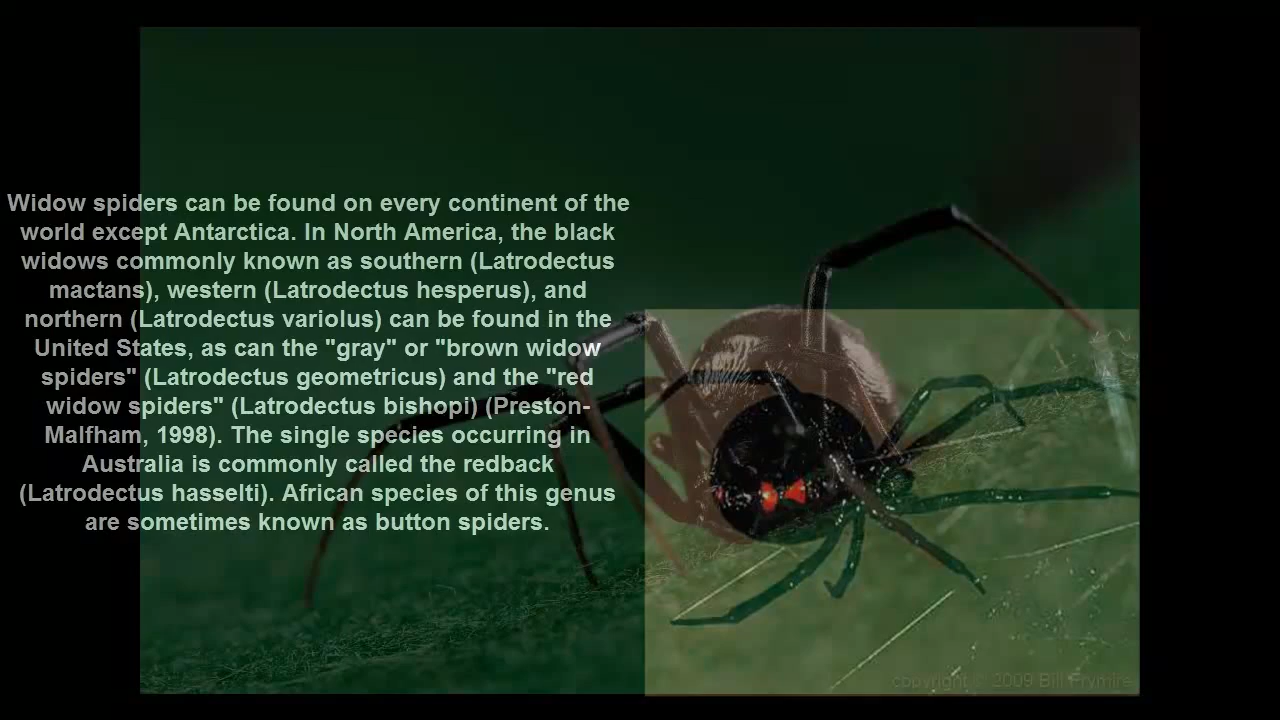 Widow spiders can be found on every continent of the
world except Antarctica. In North America, the black
widows commonly known as southern (Latrodectus
mactans), western (Latrodectus hesperus), and
northern (Latrodectus variolus) can be found in the
United States, as can the "gray" or "brown widow
spiders" (Latrodectus geometricus) and the "red
widow spiders" (Latrodectus bishopi) (Preston-
Malfham, 1998). The single species occurring in
Australia is commonly called the redback
(Latrodectus hasselti). African species of this genus
are sometimes known as button spiders.
copyright © 2009 Bill Frymire